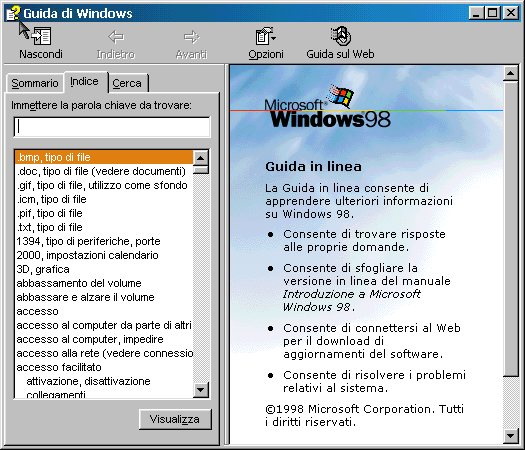 Guida di Windows
Nascondi
Indietro
Avanti
Opzioni
Guida sul Web
Sommario
Indice
Cerca
Immettere la parola chiave da trovare:
.bmp, tipo di file
.doc, tipo di file (vedere documenti)
.gif, tipo di file, utilizzo come sfondo
.icm, tipo di file
.pif, tipo di file
.txt, tipo di file
1394, tipo di periferiche, porte
2000, impostazioni calendario
3D, grafica
abbassamento del volume
abbassare e alzare il volume
accesso
accesso al computer da parte di altri
accesso al computer, impedire
accesso alla rete (vedere connessio
accesso facilitato
attivazione, disattivazione
collegamenti
Visualizza
Microsoft®
Windows98
Guida in linea
La Guida in linea consente di
apprendere ulteriori informazioni
su Windows 98.
• Consente di trovare risposte
alle proprie domande.
• Consente di sfogliare la
versione in linea del manuale
Introduzione a Microsoft
Windows 98.
• Consente di connettersi al Web
per il download di
aggiornamenti del software.
• Consente di risolvere i problemi
relativi al sistema.
©1998 Microsoft Corporation. Tutti
i diritti riservati.